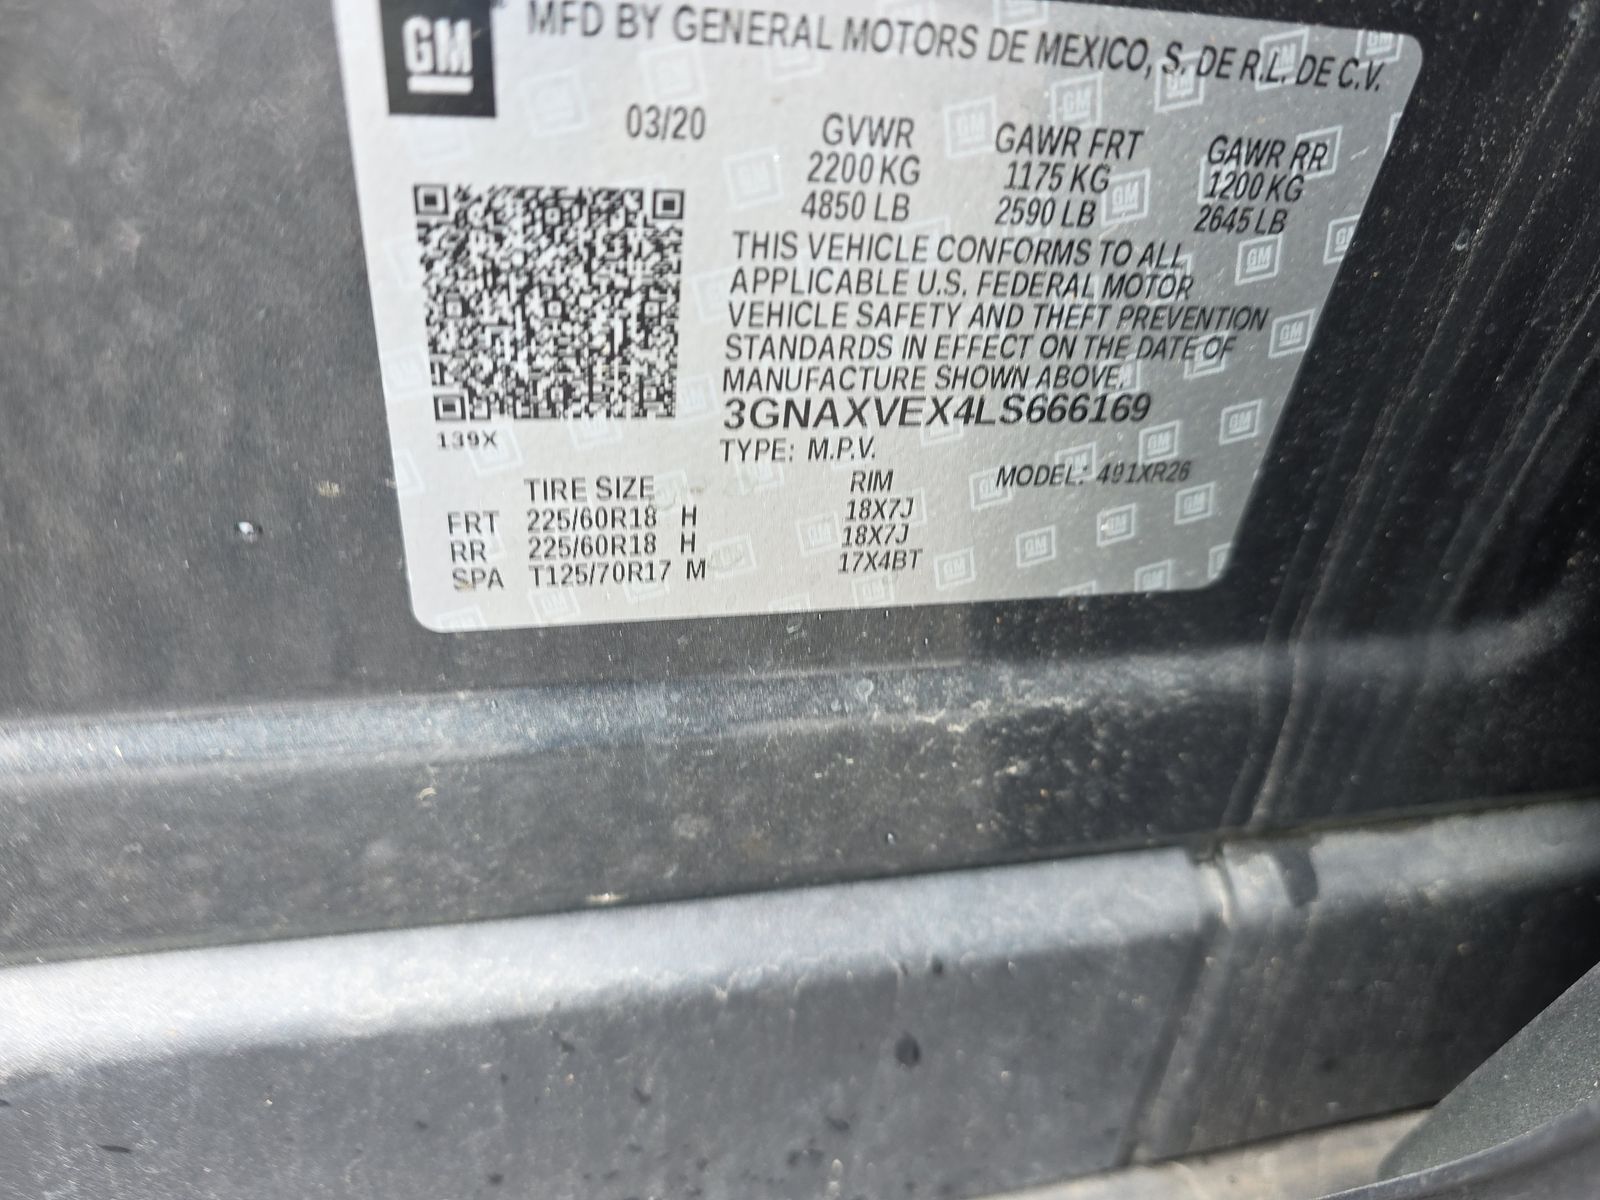 GM
MFD BY GENERAL MOTORS DE MEXICO, S. DE R.L. DE C.V.
03/20
GVWR GAWR FRT GAWR RR
2200 KG 1175 KG 1200 KG
4850 LB 2590 LB 2645 LB
THIS VEHICLE CONFORMS TO ALL
APPLICABLE U.S. FEDERAL MOTOR
VEHICLE SAFETY AND THEFT PREVENTION
STANDARDS IN EFFECT ON THE DATE OF
MANUFACTURE SHOWN ABOVE.
3GNAXVEX4LS666169
139X
TYPE: M.P.V.
MODEL: 491XR26
TIRE SIZE RIM
FRT 225/60R18 H 18X7J
RR 225/60R18 H 18X7J
SPA T125/70R17 M 17X4BT